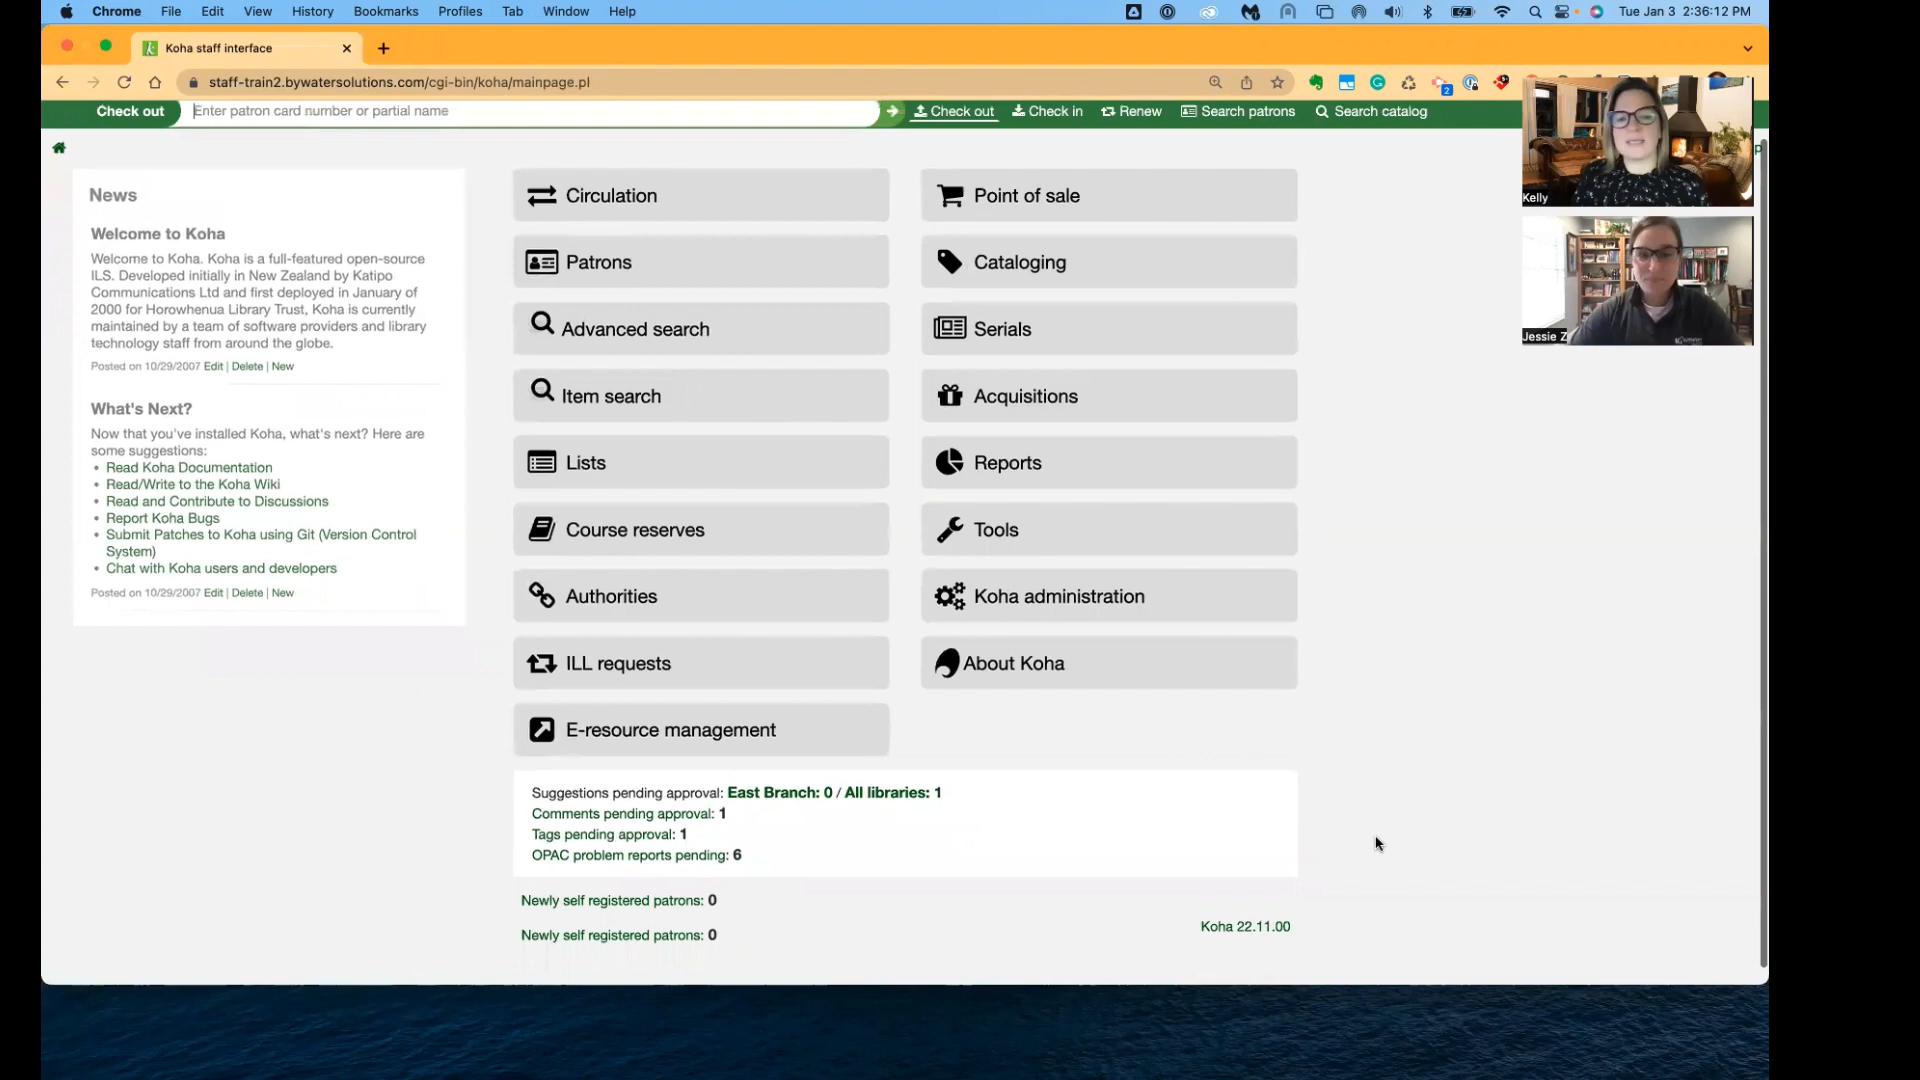 Chrome File Edit View History Bookmarks Profiles Tab Window Help
Tue Jan 3 2:36:12 PM
Koha staff interface
staff-train2.bywatersolutions.com/cgi-bin/koha/mainpage.pl
2
Check out
Enter patron card number or partial name
Check out
Check in
Renew
Search patrons
Search catalog
News
Welcome to Koha
Welcome to Koha. Koha is a full-featured open-source
ILS. Developed initially in New Zealand by Katipo
Communications Ltd and first deployed in January of
2000 for Horowhenua Library Trust, Koha is currently
maintained by a team of software providers and library
technology staff from around the globe.
Posted on 10/29/2007 Edit | Delete | New
What's Next?
Now that you've installed Koha, what's next? Here are
some suggestions:
• Read Koha Documentation
• Read/Write to the Koha Wiki
• Read and Contribute to Discussions
• Report Koha Bugs
• Submit Patches to Koha using Git (Version Control
System)
• Chat with Koha users and developers
Posted on 10/29/2007 Edit | Delete | New
Circulation
Patrons
Advanced search
Item search
Lists
Course reserves
Authorities
ILL requests
E-resource management
Point of sale
Cataloging
Serials
Acquisitions
Reports
Tools
Koha administration
About Koha
Suggestions pending approval: East Branch: 0 / All libraries: 1
Comments pending approval: 1
Tags pending approval: 1
OPAC problem reports pending: 6
Newly self registered patrons: 0
Newly self registered patrons: 0
Koha 22.11.00
Kelly
Jessie Z